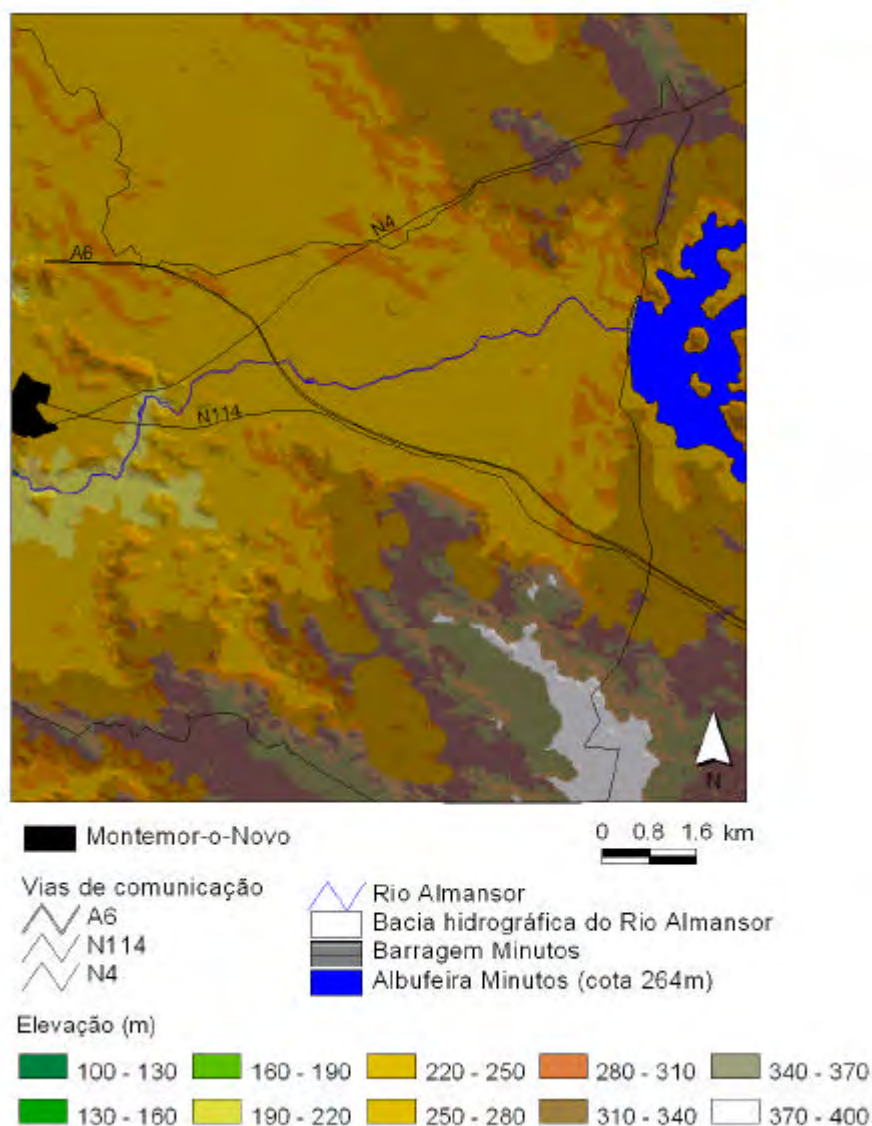 A6
N4
N114
N
Montemor-o-Novo
0 0.8 1.6 km
Vias de comunicação
A6
N114
N4
Rio Almansor
Bacia hidrográfica do Rio Almansor
Barragem Minutos
Albufeira Minutos (cota 264m)
Elevação (m)
100 - 130 160 - 190 220 - 250 280 - 310 340 - 370
130 - 160 190 - 220 250 - 280 310 - 340 370 - 400